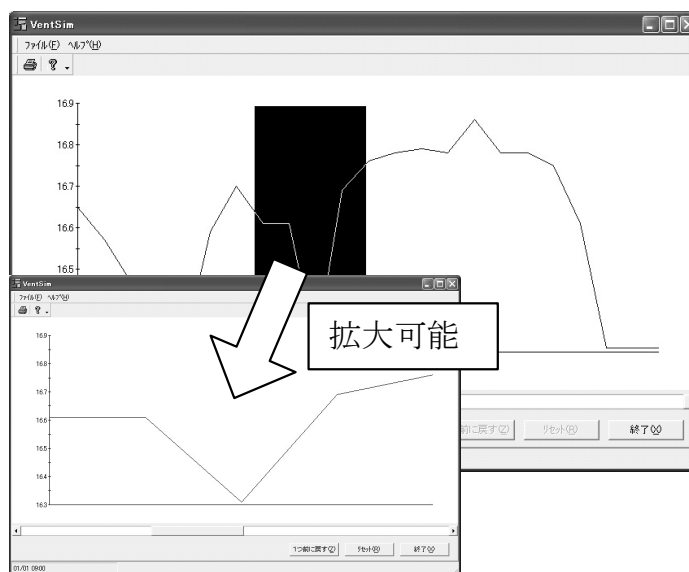 VentSim
ファイル(F) ヘルプ(H)
16.9
16.8
16.7
16.6
16.5
VentSim
ファイル(F) ヘルプ(H)
拡大可能
16.9
16.8
16.7
16.6
16.5
16.4
16.3
前に戻す(Z) リセット(R) 終了(X)
1つ前に戻す(Z) リセット(R) 終了(X)
01/01 09:00